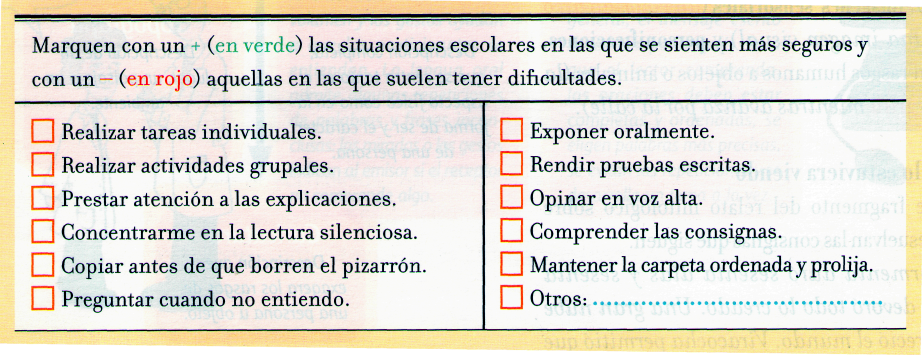 Marquen con un + (en verde) las situaciones escolares en las que se sienten más seguros y
con un – (en rojo) aquellas en las que suelen tener dificultades.
Realizar tareas individuales.
Realizar actividades grupales.
Prestar atención a las explicaciones.
Concentrarme en la lectura silenciosa.
Copiar antes de que borren el pizarrón.
Preguntar cuando no entiendo.
Exponer oralmente.
Rendir pruebas escritas.
Opinar en voz alta.
Comprender las consignas.
Mantener la carpeta ordenada y prolija.
Otros: